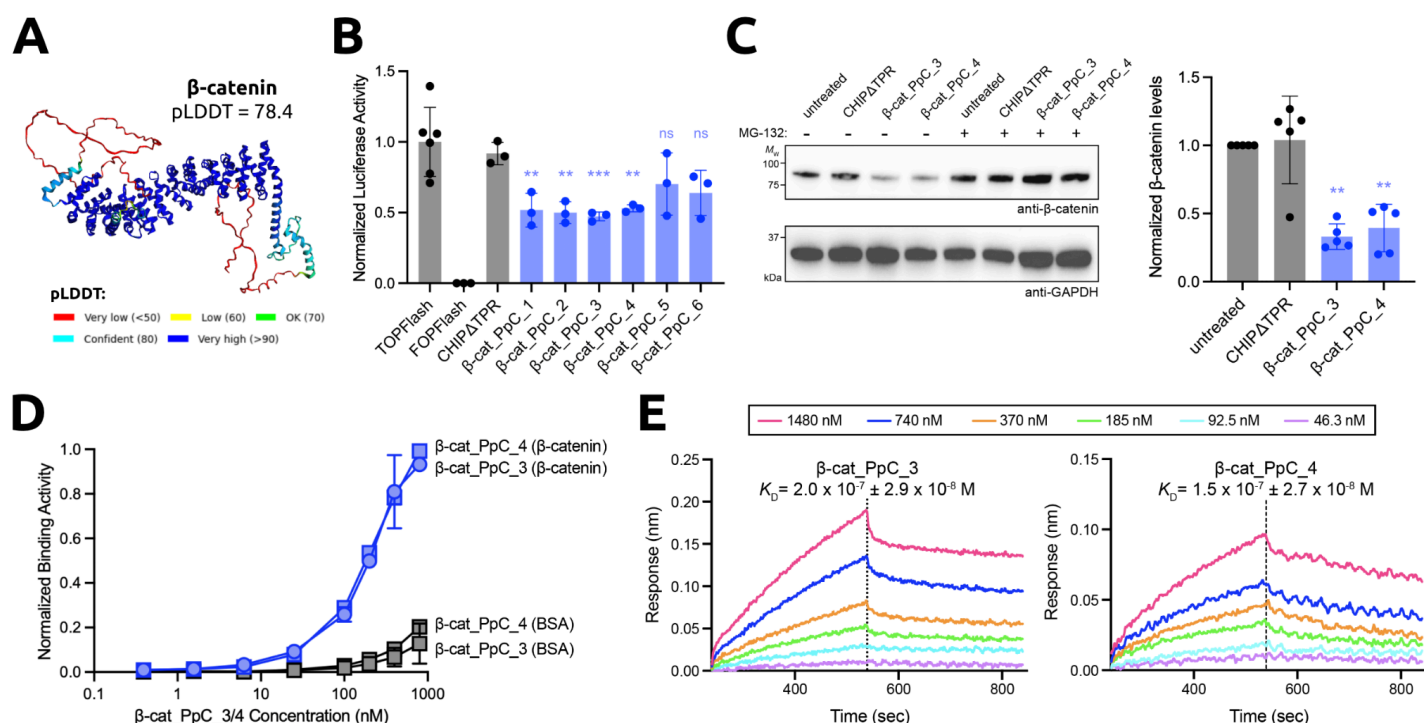 A
β-catenin
pLDDT = 78.4
pLDDT:
Very low (<50) Low (60) OK (70)
Confident (80) Very high (>90)
B
Normalized Luciferase Activity
1.5
1.0
0.5
0.0
TOPFlash
FOPFlash
CHIPΔTPR
β-cat_PpC_1
β-cat_PpC_2
β-cat_PpC_3
β-cat_PpC_4
β-cat_PpC_5
β-cat_PpC_6
** ** *** ** ns ns
C
untreated
CHIPΔTPR
β-cat_PpC_3
β-cat_PpC_4
untreated
CHIPΔTPR
β-cat_PpC_3
β-cat_PpC_4
MG-132: - - - - + + + +
Mw
100
75
anti-β-catenin
37
kDa
anti-GAPDH
Normalized β-catenin levels
1.5
1.0
0.5
0.0
** **
untreated
CHIPΔTPR
β-cat_PpC_3
β-cat_PpC_4
D
Normalized Binding Activity
1.0
0.8
0.6
0.4
0.2
0.0
β-cat_PpC_4 (β-catenin)
β-cat_PpC_3 (β-catenin)
β-cat_PpC_4 (BSA)
β-cat_PpC_3 (BSA)
0.1 1 10 100 1000
β-cat_PpC_3/4 Concentration (nM)
E
1480 nM 740 nM 370 nM 185 nM 92.5 nM 46.3 nM
β-cat_PpC_3
KD= 2.0 x 10-7 ± 2.9 x 10-8 M
Response (nm)
0.25
0.20
0.15
0.10
0.05
0.00
400 600 800
Time (sec)
β-cat_PpC_4
KD= 1.5 x 10-7 ± 2.7 x 10-8 M
Response (nm)
0.15
0.10
0.05
0.00
400 600 800
Time (sec)